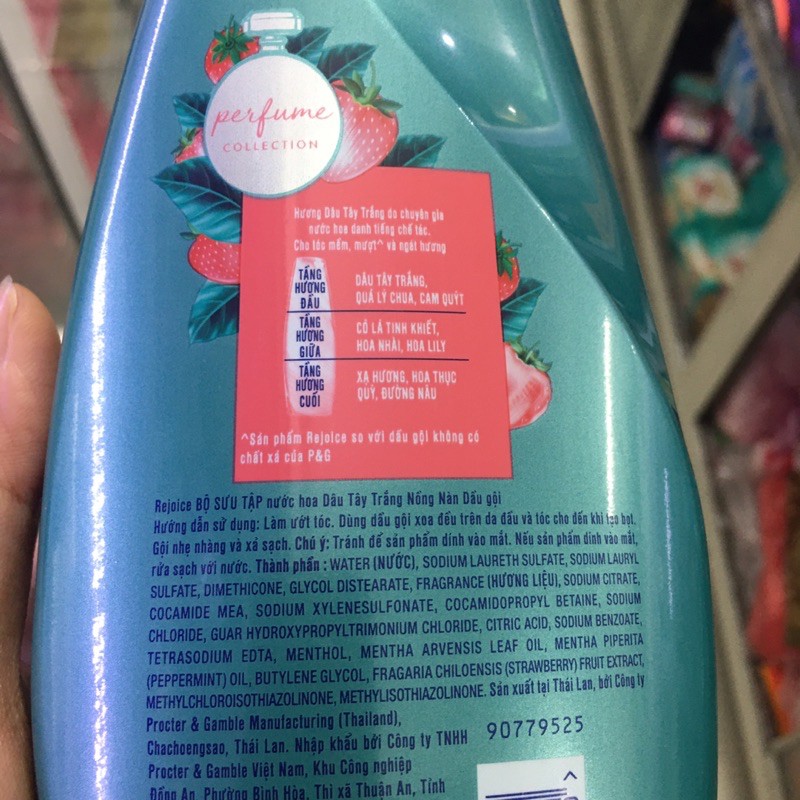 perfume
COLLECTION
Hương Dâu Tây Trắng do chuyên gia
nước hoa danh tiếng chế tác.
Cho tóc mềm, mượt^ và ngát hương
TẦNG
HƯƠNG
ĐẦU
DÂU TÂY TRẮNG,
QUẢ LÝ CHUA, CAM QUÝT
TẦNG
HƯƠNG
GIỮA
CỎ LÁ TINH KHIẾT,
HOA NHÀI, HOA LILY
TẦNG
HƯƠNG
CUỐI
XẠ HƯƠNG, HOA THỤC
QUỲ, ĐƯỜNG NÂU
^Sản phẩm Rejoice so với dầu gội không có
chất xả của P&G
Rejoice BỘ SƯU TẬP nước hoa Dâu Tây Trắng Nồng Nàn Dầu gội
Hướng dẫn sử dụng: Làm ướt tóc. Dùng dầu gội xoa đều trên da đầu và tóc cho đến khi tạo bọt.
Gội nhẹ nhàng và xả sạch. Chú ý: Tránh để sản phẩm dính vào mắt. Nếu sản phẩm dính vào mắt,
rửa sạch với nước. Thành phần : WATER (NƯỚC), SODIUM LAURETH SULFATE, SODIUM LAURYL
SULFATE, DIMETHICONE, GLYCOL DISTEARATE, FRAGRANCE (HƯƠNG LIỆU), SODIUM CITRATE,
COCAMIDE MEA, SODIUM XYLENESULFONATE, COCAMIDOPROPYL BETAINE, SODIUM
CHLORIDE, GUAR HYDROXYPROPYLTRIMONIUM CHLORIDE, CITRIC ACID, SODIUM BENZOATE,
TETRASODIUM EDTA, MENTHOL, MENTHA ARVENSIS LEAF OIL, MENTHA PIPERITA
(PEPPERMINT) OIL, BUTYLENE GLYCOL, FRAGARIA CHILOENSIS (STRAWBERRY) FRUIT EXTRACT,
METHYLCHLOROISOTHIAZOLINONE, METHYLISOTHIAZOLINONE. Sản xuất tại Thái Lan, bởi Công ty
Procter & Gamble Manufacturing (Thailand),
Chachoengsao, Thái Lan. Nhập khẩu bởi Công ty TNHH
90779525
Procter & Gamble Việt Nam, Khu Công nghiệp
Đồng An, Phường Bình Hòa, Thị xã Thuận An, Tỉnh